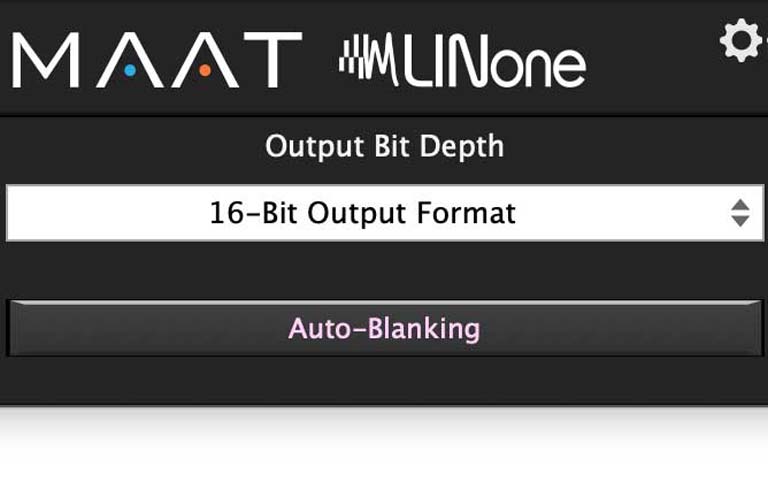 MAAT LINone
Output Bit Depth
16-Bit Output Format
Auto-Blanking